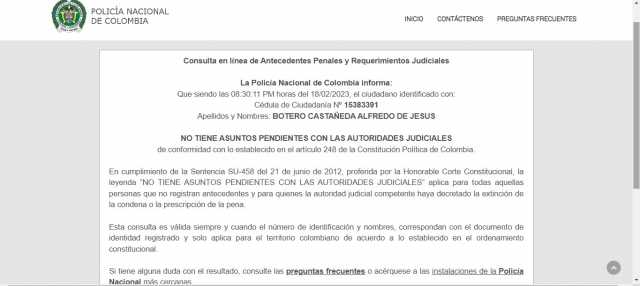 POLICÍA NACIONAL
DE COLOMBIA
INICIO CONTÁCTENOS PREGUNTAS FRECUENTES
Consulta en línea de Antecedentes Penales y Requerimientos Judiciales
La Policía Nacional de Colombia informa:
Que siendo las 08:30:11 PM horas del 18/02/2023, el ciudadano identificado con:
Cédula de Ciudadanía Nº 15383391
Apellidos y Nombres: BOTERO CASTAÑEDA ALFREDO DE JESUS
NO TIENE ASUNTOS PENDIENTES CON LAS AUTORIDADES JUDICIALES
de conformidad con lo establecido en el artículo 248 de la Constitución Política de Colombia.
En cumplimiento de la Sentencia SU-458 del 21 de junio de 2012, proferida por la Honorable Corte Constitucional, la
leyenda “NO TIENE ASUNTOS PENDIENTES CON LAS AUTORIDADES JUDICIALES” aplica para todas aquellas
personas que no registran antecedentes y para quienes la autoridad judicial competente haya decretado la extinción de
la condena o la prescripción de la pena.
Esta consulta es válida siempre y cuando el número de identificación y nombres, correspondan con el documento de
identidad registrado y solo aplica para el territorio colombiano de acuerdo a lo establecido en el ordenamiento
constitucional.
Si tiene alguna duda con el resultado, consulte las preguntas frecuentes o acérquese a las instalaciones de la Policía
Nacional más cercanas.